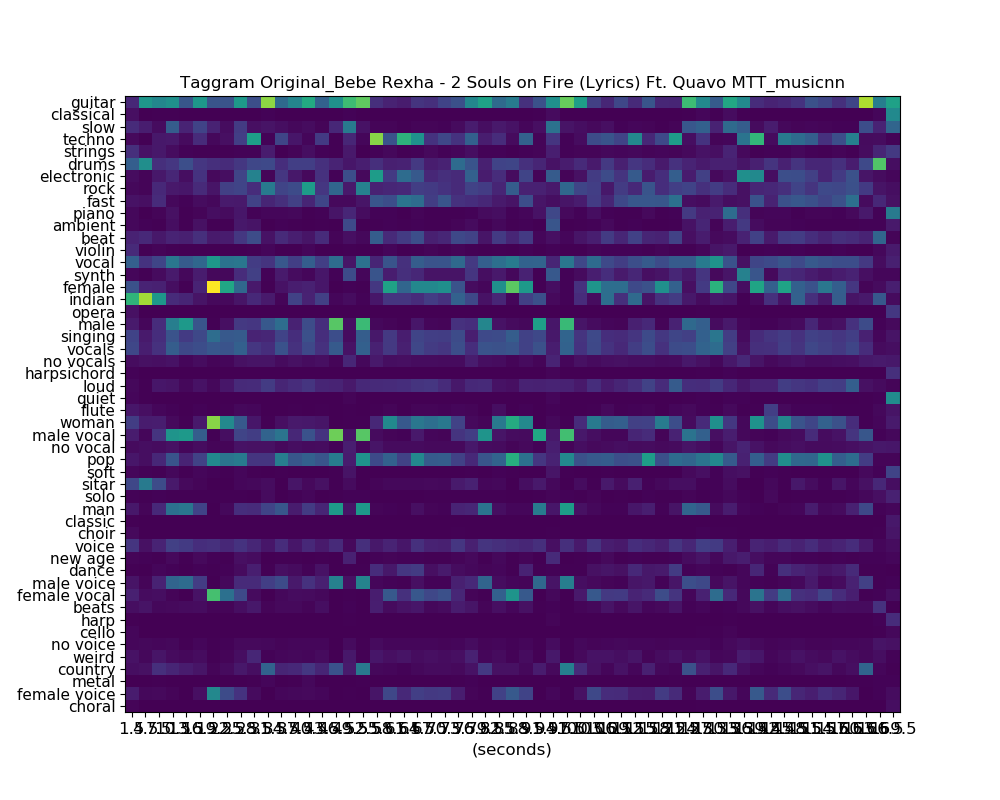 Taggram Original_Bebe Rexha - 2 Souls on Fire (Lyrics) Ft. Quavo MTT_musicnn
guitar
classical
slow
techno
strings
drums
electronic
rock
fast
piano
ambient
beat
violin
vocal
synth
female
indian
opera
male
singing
vocals
no vocals
harpsichord
loud
quiet
flute
woman
male vocal
no vocal
pop
soft
sitar
solo
man
classic
choir
voice
new age
dance
male voice
female vocal
beats
harp
cello
no voice
weird
country
metal
female voice
choral
(seconds)